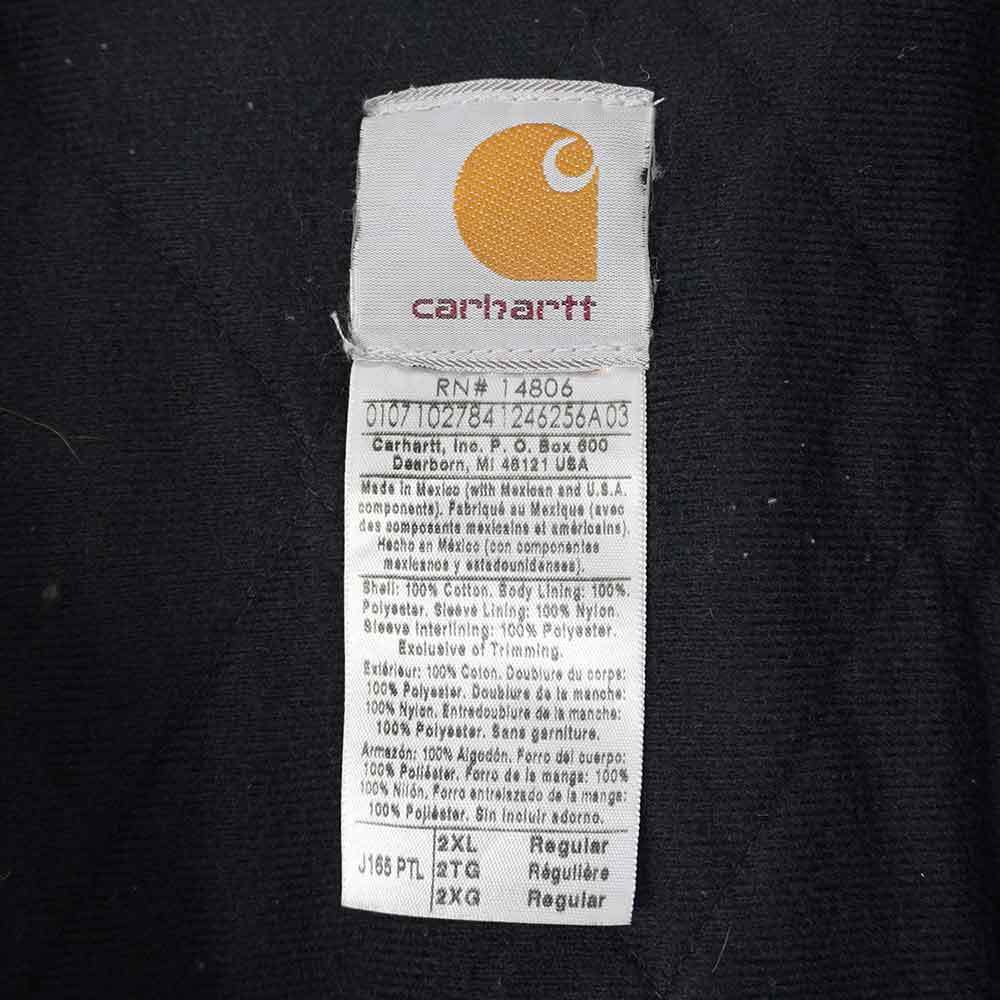 carhartt
RN# 14806
01071027841246256A03
Carhartt, Inc. P. O. Box 600
Dearborn, MI 48121 USA
Made in Mexico (with Mexican and U.S.A.
components). Fabriqué au Mexique (avec
des composants mexicains et américains).
Hecho en México (con componentes
mexicanos y estadounidenses).
Shell: 100% Cotton. Body Lining: 100%
Polyester. Sleeve Lining: 100% Nylon.
Sleeve Interlining: 100% Polyester.
Exclusive of Trimming.
Extérieur: 100% Coton. Doublure du corps:
100% Polyester. Doublure de la manche:
100% Nylon. Entredoublure de la manche:
100% Polyester. Sans garniture.
Armazón: 100% Algodón. Forro del cuerpo:
100% Poliéster. Forro de la manga: 100%
100% Nilón. Forro entrelazado de la manga:
100% Poliéster. Sin incluir adorno.
J165 PTL
2XL Regular
2TG Régulière
2XG Regular